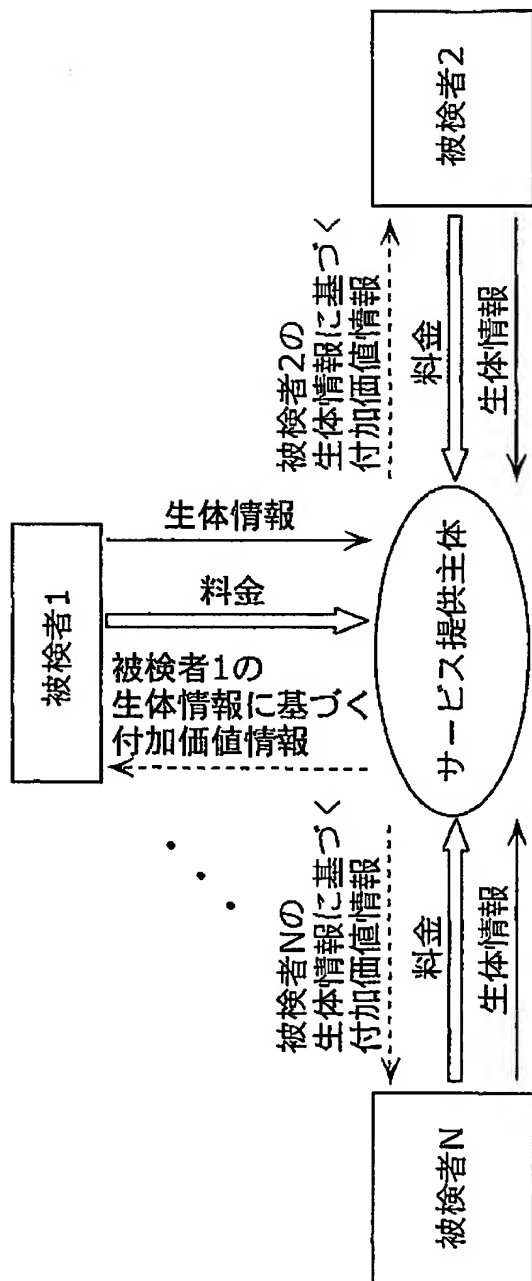 被検者1
生体情報
料金
被検者1の
生体情報に基づく
付加価値情報
被検者2
被検者2の
生体情報に基づく
付加価値情報
料金
生体情報
サービス提供主体
被検者Nの
生体情報に基づく
付加価値情報
料金
生体情報
被検者N